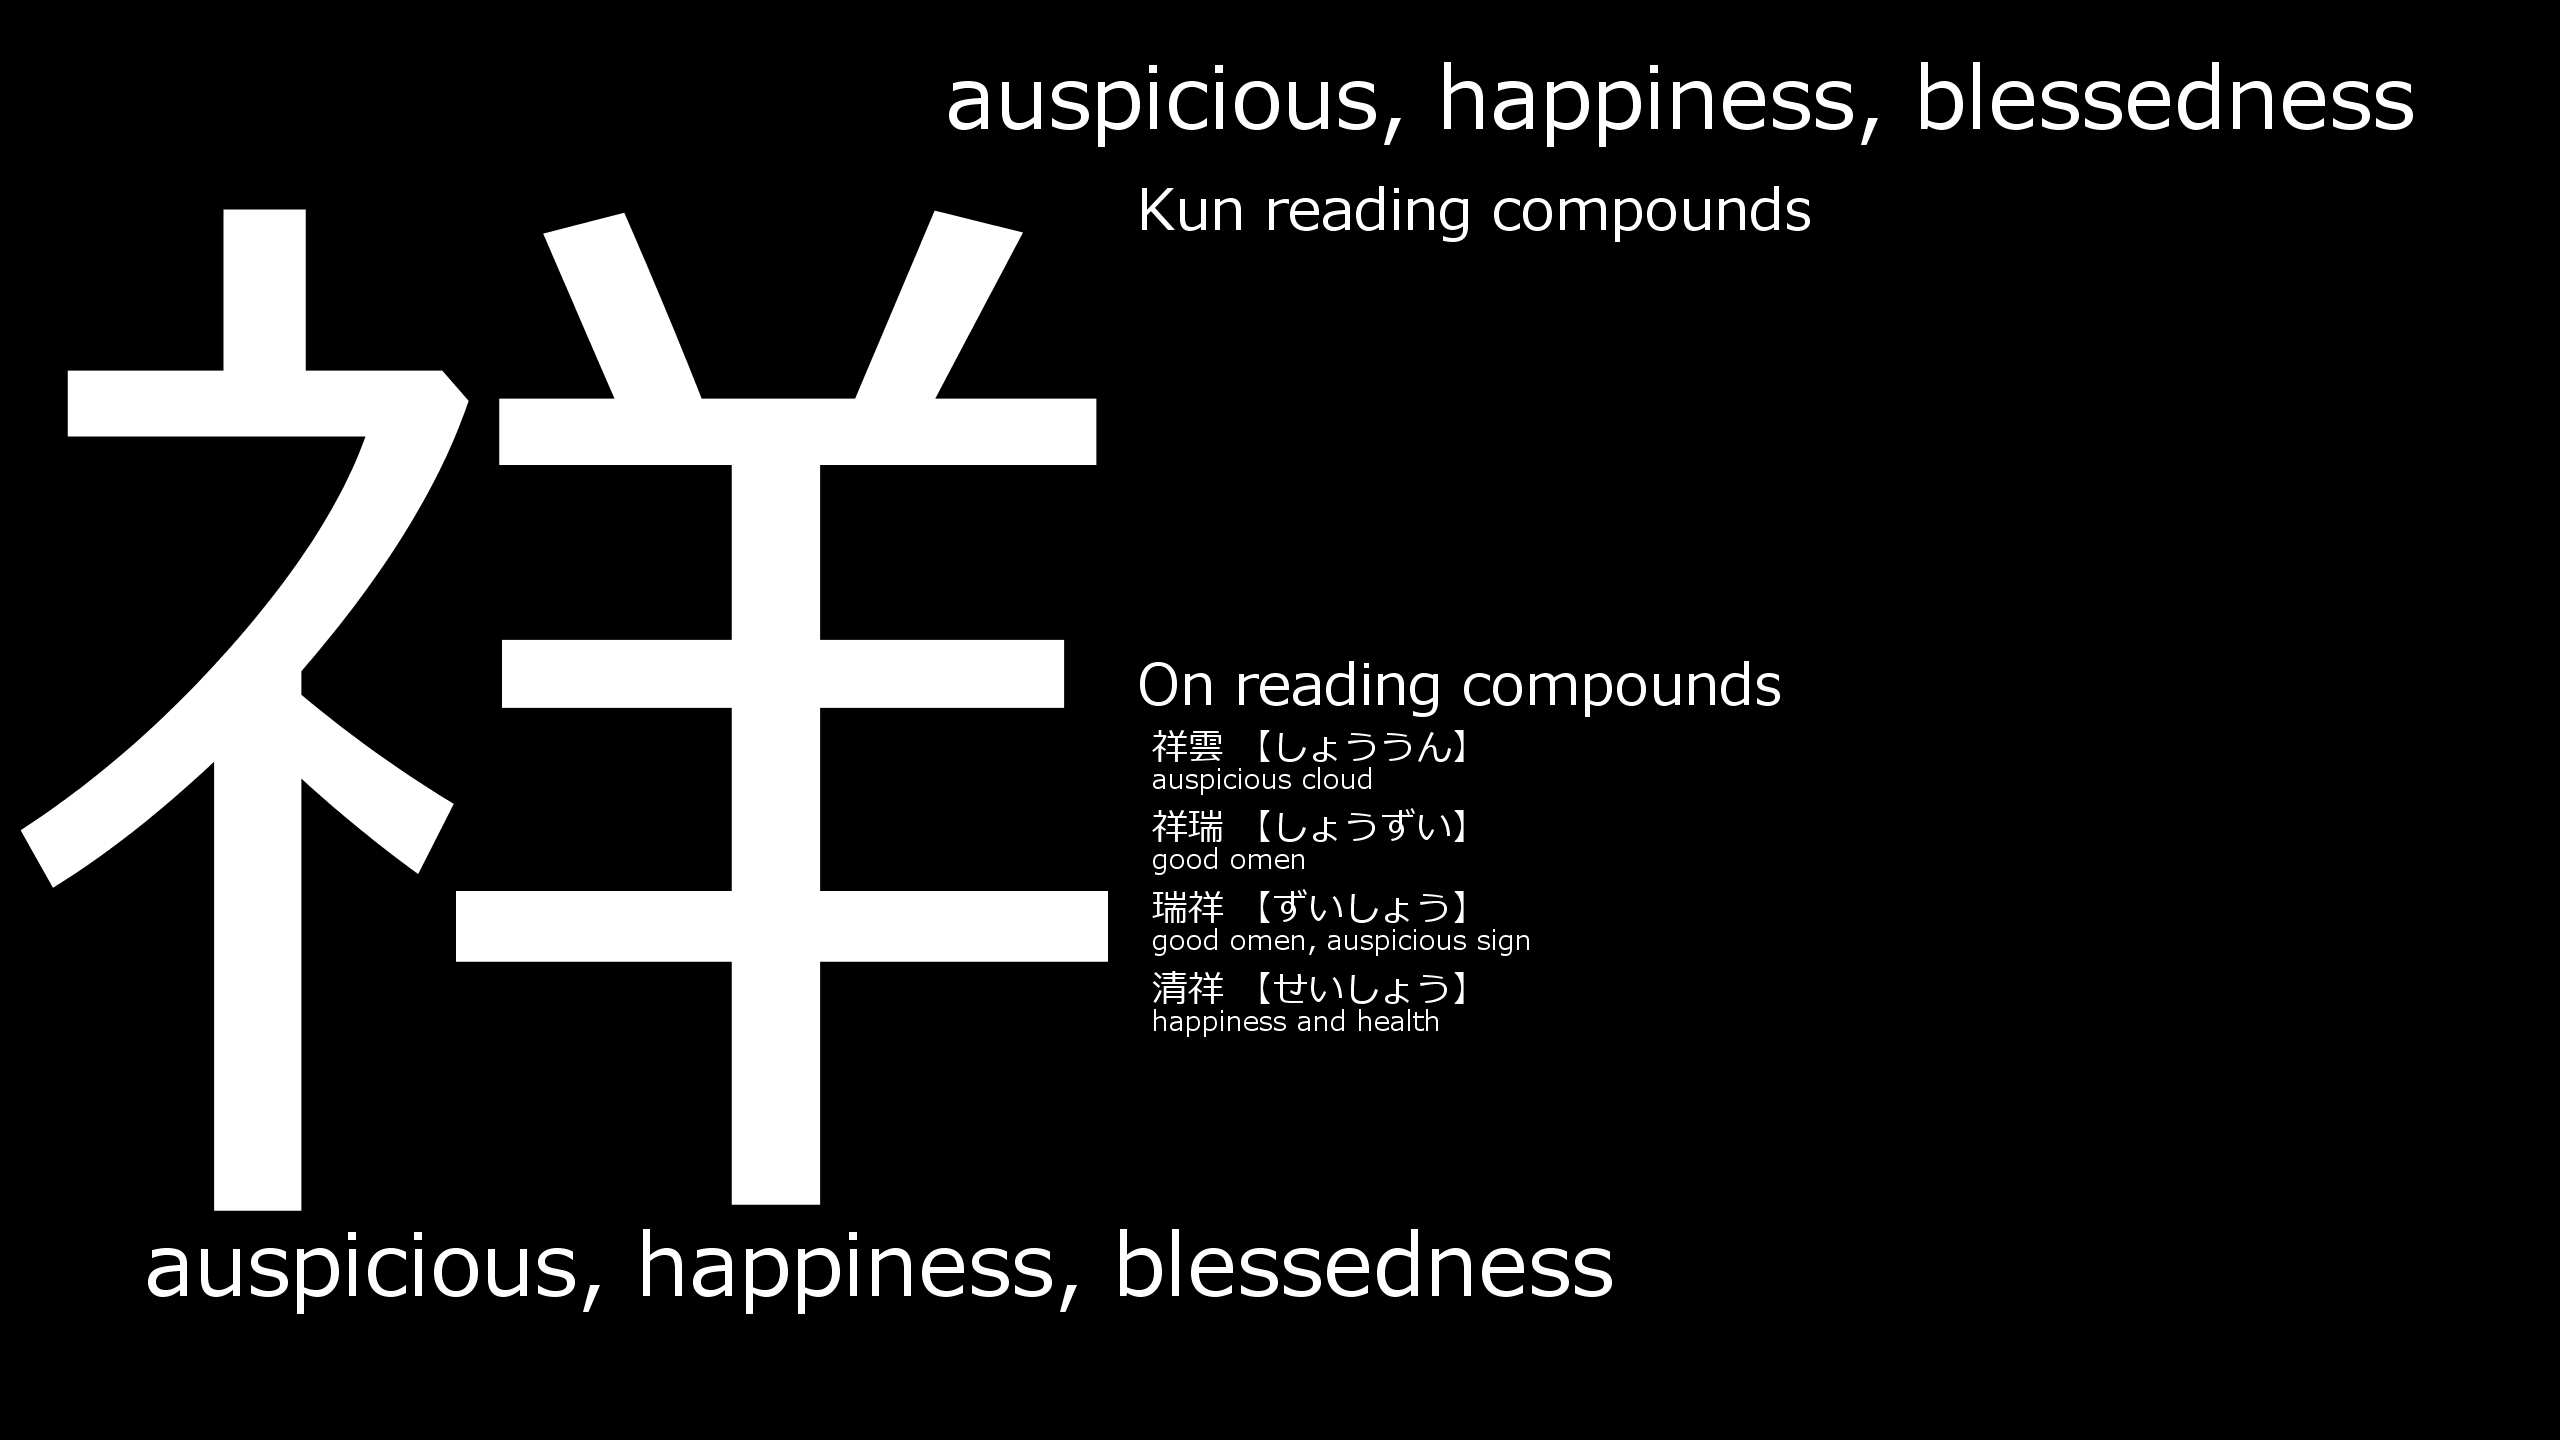 auspicious, happiness, blessedness
祥
Kun reading compounds
On reading compounds
祥雲 【しょううん】
auspicious cloud
祥瑞 【しょうずい】
good omen
瑞祥 【ずいしょう】
good omen, auspicious sign
清祥 【せいしょう】
happiness and health
auspicious, happiness, blessedness